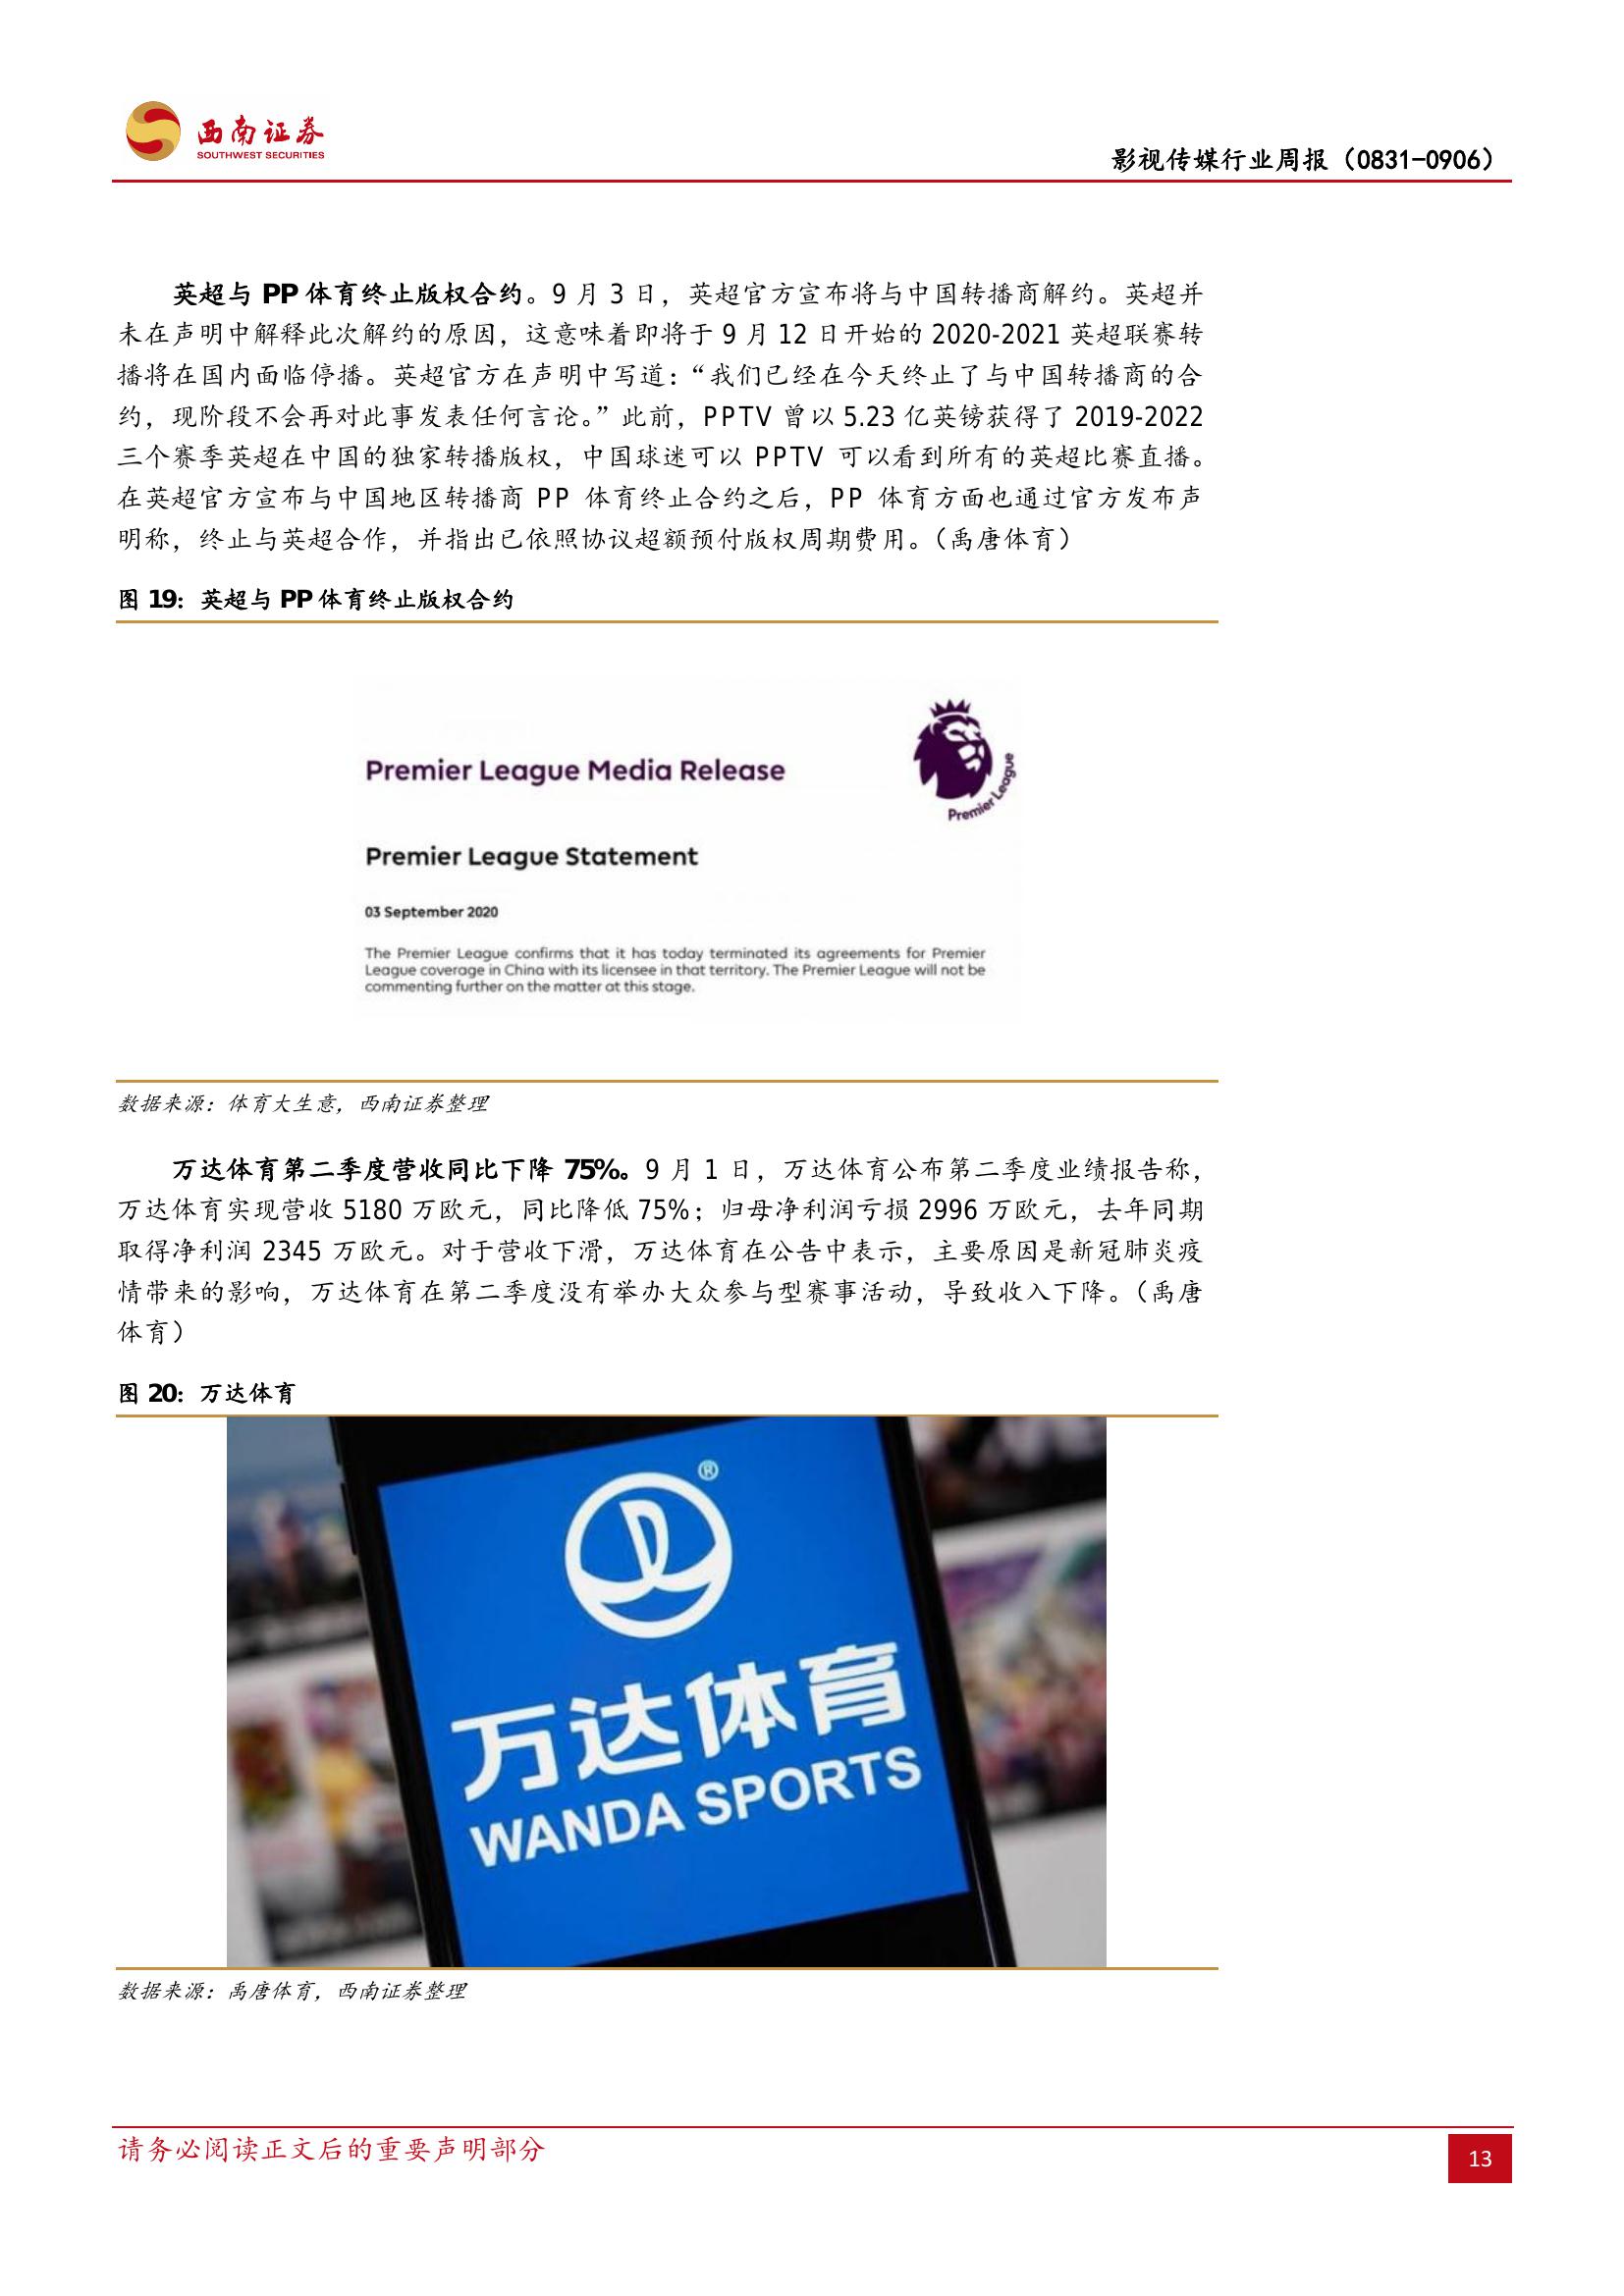 西南证券
SOUTHWEST SECURITIES
影视传媒行业周报（0831-0906）
英超与 PP 体育终止版权合约。9 月 3 日，英超官方宣布将与中国转播商解约。英超并
未在声明中解释此次解约的原因，这意味着即将于 9 月 12 日开始的 2020-2021 英超联赛转
播将在国内面临停播。英超官方在声明中写道：“我们已经在今天终止了与中国转播商的合
约，现阶段不会再对此事发表任何言论。”此前，PPTV 曾以 5.23 亿英镑获得了 2019-2022
三个赛季英超在中国的独家转播版权，中国球迷可以 PPTV 可以看到所有的英超比赛直播。
在英超官方宣布与中国地区转播商 PP 体育终止合约之后，PP 体育方面也通过官方发布声
明称，终止与英超合作，并指出已依照协议超额预付版权周期费用。（禹唐体育）
图 19：英超与 PP 体育终止版权合约
Premier League Media Release
Premier League
Premier League Statement
03 September 2020
The Premier League confirms that it has today terminated its agreements for Premier
League coverage in China with its licensee in that territory. The Premier League will not be
commenting further on the matter at this stage.
数据来源：体育大生意，西南证券整理
万达体育第二季度营收同比下降 75%。9 月 1 日，万达体育公布第二季度业绩报告称，
万达体育实现营收 5180 万欧元，同比降低 75%；归母净利润亏损 2996 万欧元，去年同期
取得净利润 2345 万欧元。对于营收下滑，万达体育在公告中表示，主要原因是新冠肺炎疫
情带来的影响，万达体育在第二季度没有举办大众参与型赛事活动，导致收入下降。（禹唐
体育）
图 20：万达体育
®
万达体育
WANDA SPORTS
数据来源：禹唐体育，西南证券整理
请务必阅读正文后的重要声明部分
13